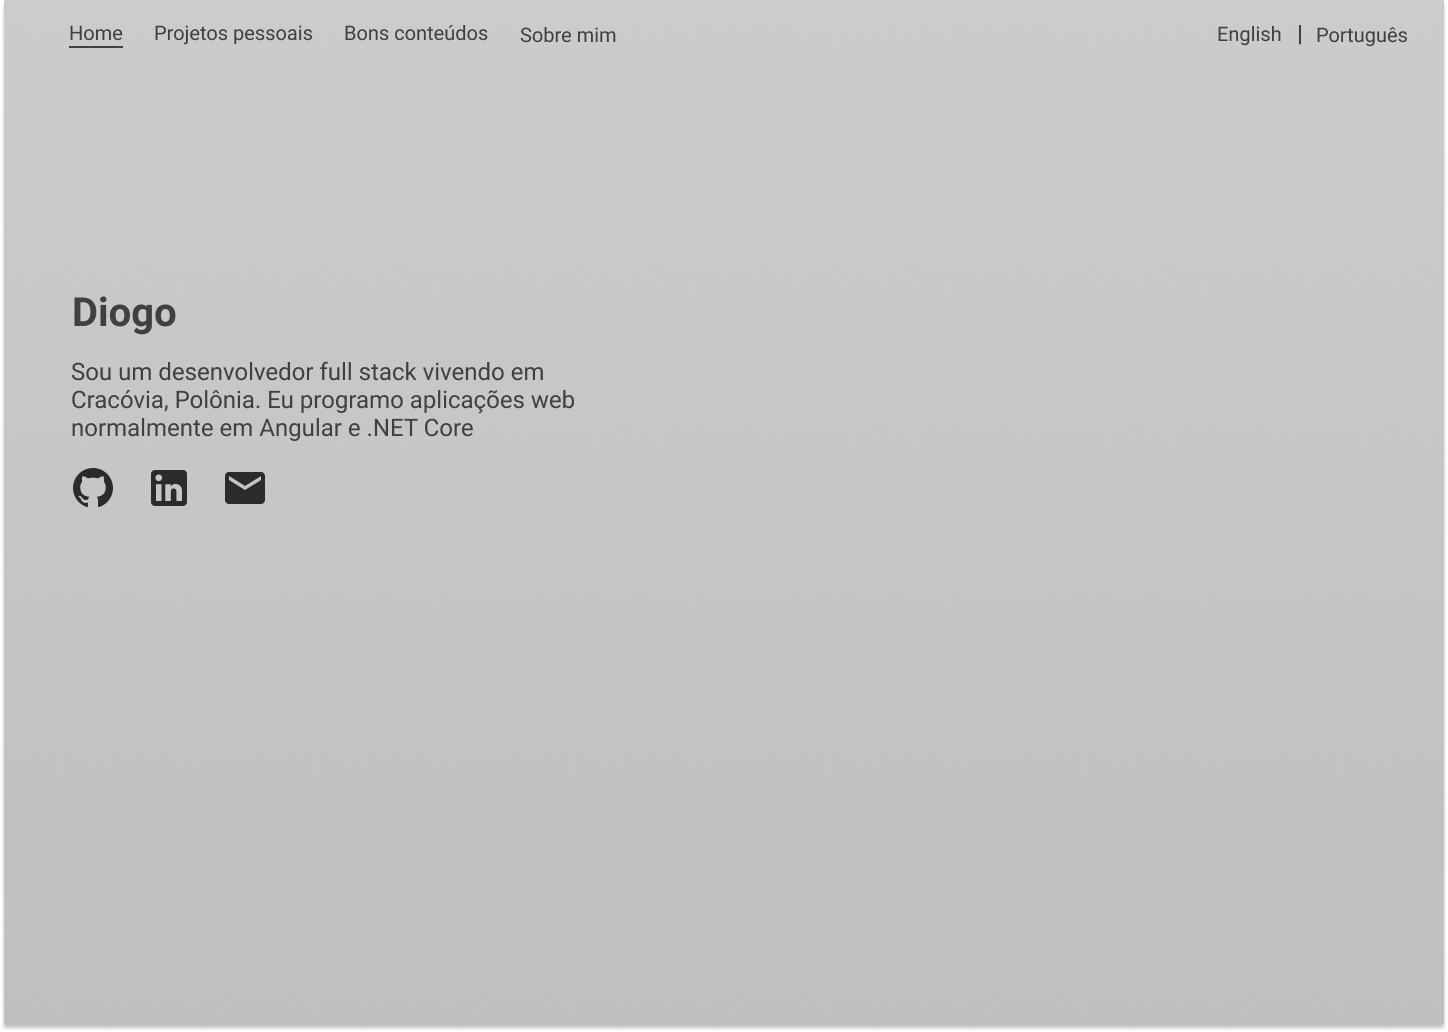 Home Projetos pessoais Bons conteúdos Sobre mim English | Português
Diogo
Sou um desenvolvedor full stack vivendo em
Cracóvia, Polônia. Eu programo aplicações web
normalmente em Angular e .NET Core
in